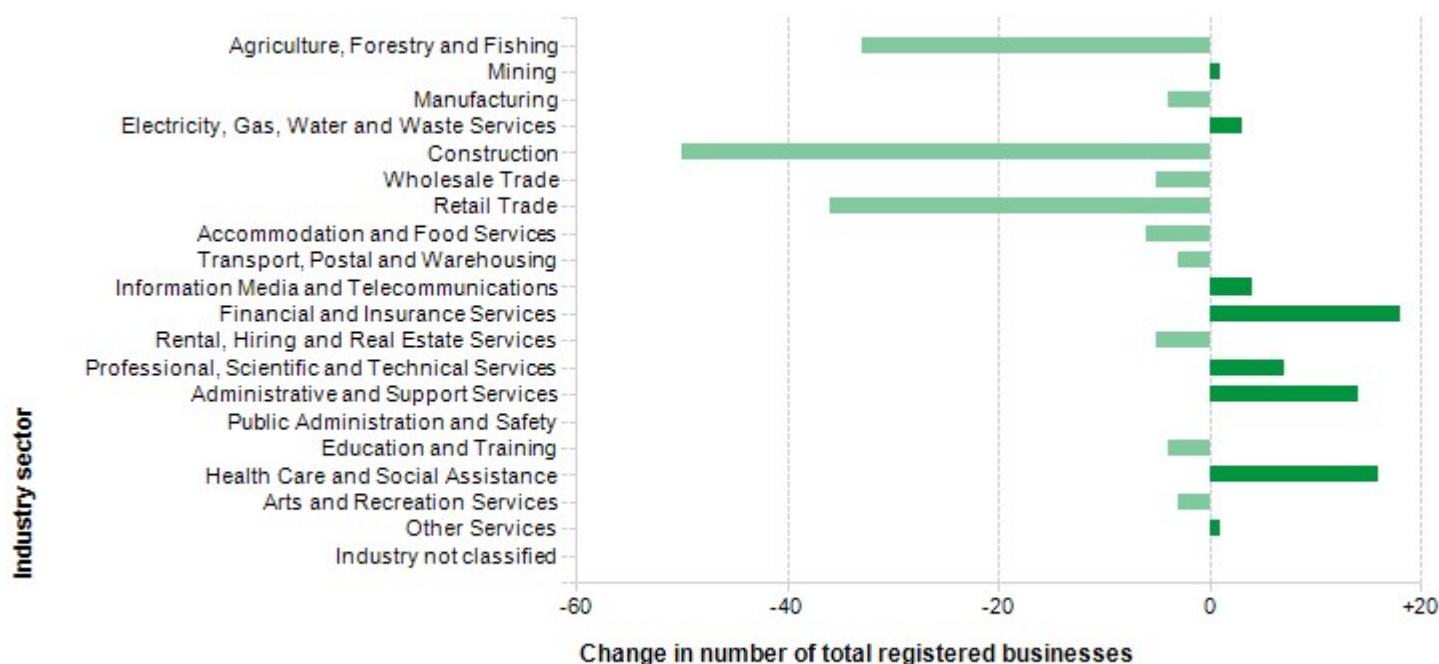 Agriculture, Forestry and Fishing
Mining
Manufacturing
Electricity, Gas, Water and Waste Services
Construction
Wholesale Trade
Retail Trade
Accommodation and Food Services
Transport, Postal and Warehousing
Information Media and Telecommunications
Financial and Insurance Services
Rental, Hiring and Real Estate Services
Professional, Scientific and Technical Services
Administrative and Support Services
Public Administration and Safety
Education and Training
Health Care and Social Assistance
Arts and Recreation Services
Other Services
Industry not classified
Industry sector
-60 -40 -20 0 +20
Change in number of total registered businesses